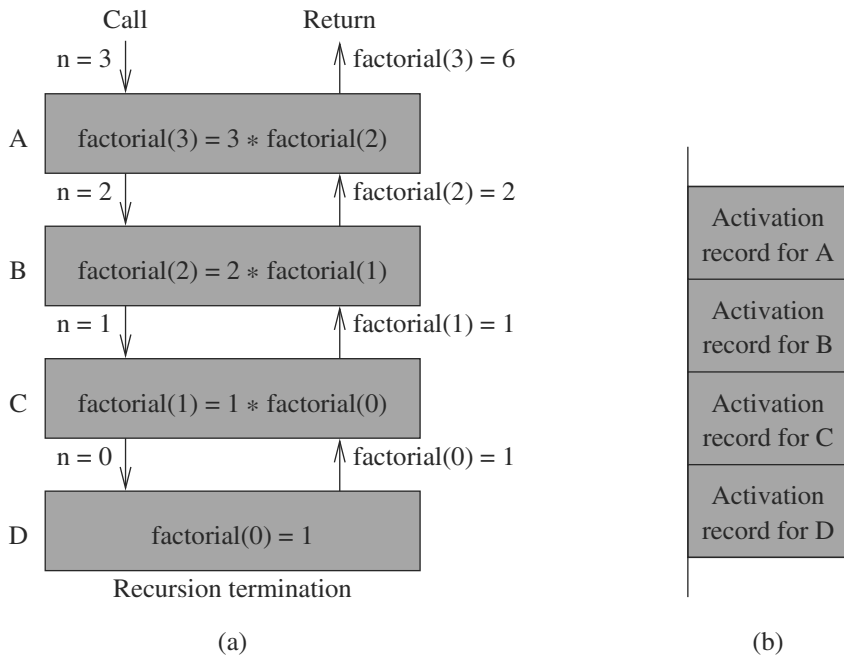 Call
Return
n = 3
factorial(3) = 6
A
factorial(3) = 3 ∗ factorial(2)
n = 2
factorial(2) = 2
B
factorial(2) = 2 ∗ factorial(1)
n = 1
factorial(1) = 1
C
factorial(1) = 1 ∗ factorial(0)
n = 0
factorial(0) = 1
D
factorial(0) = 1
Recursion termination
(a)
Activation
record for A
Activation
record for B
Activation
record for C
Activation
record for D
(b)